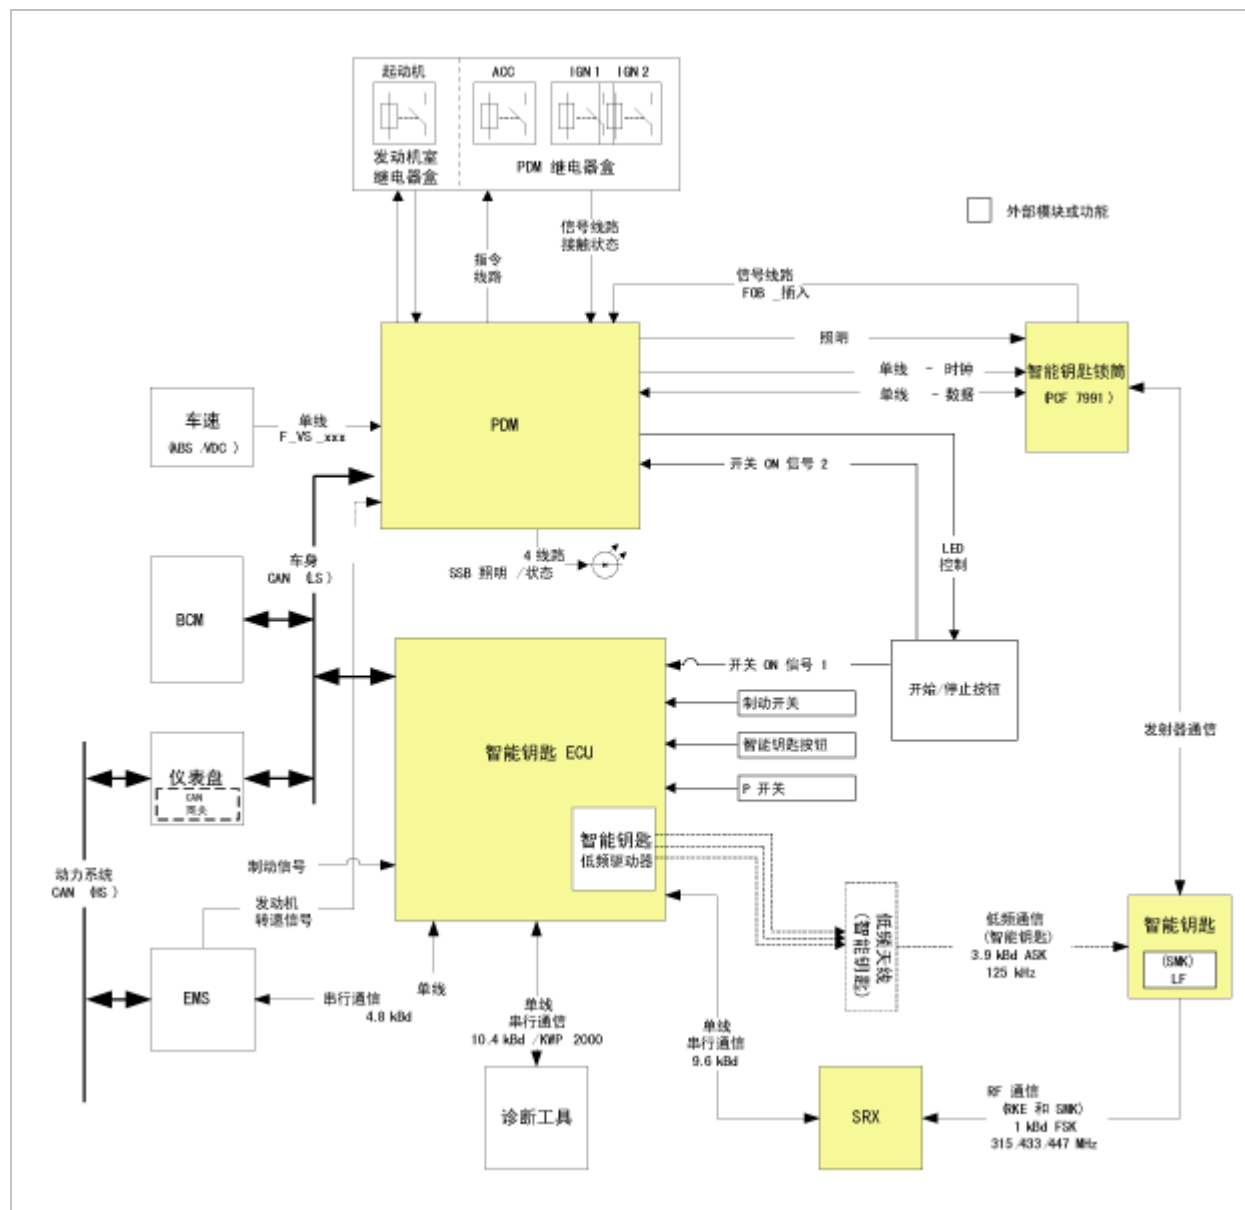 起动机
ACC
IGN 1 IGN 2
发动机室
继电器盒
PDM 继电器盒
外部模块或功能
信号线路
接触状态
指令
线路
信号线路
FOB _插入
照明
单线 - 时钟
单线 - 数据
智能钥匙锁筒
(PCF 7991 )
车速
(ABS /VDC )
单线
F_VS _xxx
PDM
开关 ON 信号 2
车身
CAN (LS )
4 线路
SSB 照明 /状态
LED
控制
BCM
开关 ON 信号 1
开始/停止按钮
制动开关
智能钥匙按钮
P 开关
智能钥匙 ECU
发射器通信
仪表盘
CAN
网关
智能钥匙
低频驱动器
制动信号
动力系统
CAN (HS )
发动机
转速信号
低频天线
(智能钥匙)
低频通信
(智能钥匙)
3.9 kBd ASK
125 kHz
智能钥匙
(SMK)
LF
EMS
串行通信
4.8 kBd
单线
单线
串行通信
10.4 kBd /KWP 2000
单线
串行通信
9.6 kBd
诊断工具
SRX
RF 通信
(RKE 和 SMK)
1 kBd FSK
315/433/447 MHz